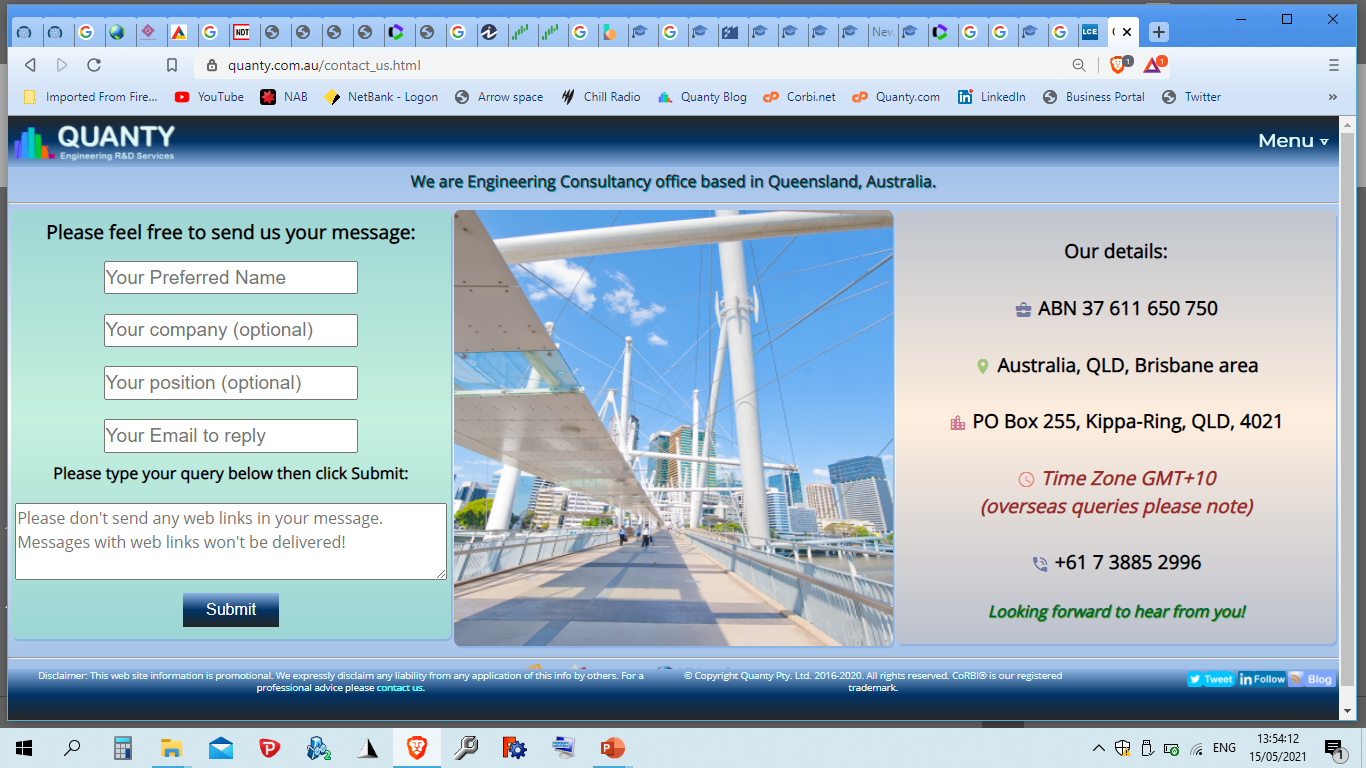 New
LCE
NDT
quanty.com.au/contact_us.html
1
1
Imported From Fire...
YouTube
NAB
NetBank - Logon
Arrow space
Chill Radio
Quanty Blog
Corbi.net
Quanty.com
LinkedIn
Business Portal
Twitter
»
QUANTY
Engineering R&D Services
Menu
We are Engineering Consultancy office based in Queensland, Australia.
Please feel free to send us your message:
Your Preferred Name
Your company (optional)
Your position (optional)
Your Email to reply
Please type your query below then click Submit:
Please don't send any web links in your message.
Messages with web links won't be delivered!
Submit
Our details:
ABN 37 611 650 750
Australia, QLD, Brisbane area
PO Box 255, Kippa-Ring, QLD, 4021
Time Zone GMT+10
(overseas queries please note)
+61 7 3885 2996
Looking forward to hear from you!
Disclaimer: This web site information is promotional. We expressly disclaim any liability from any application of this info by others. For a
professional advice please contact us.
© Copyright Quanty Pty. Ltd. 2016-2020. All rights reserved. CoRBI® is our registered
trademark.
Tweet
in Follow
Blog
ENG
13:54:12
15/05/2021
1